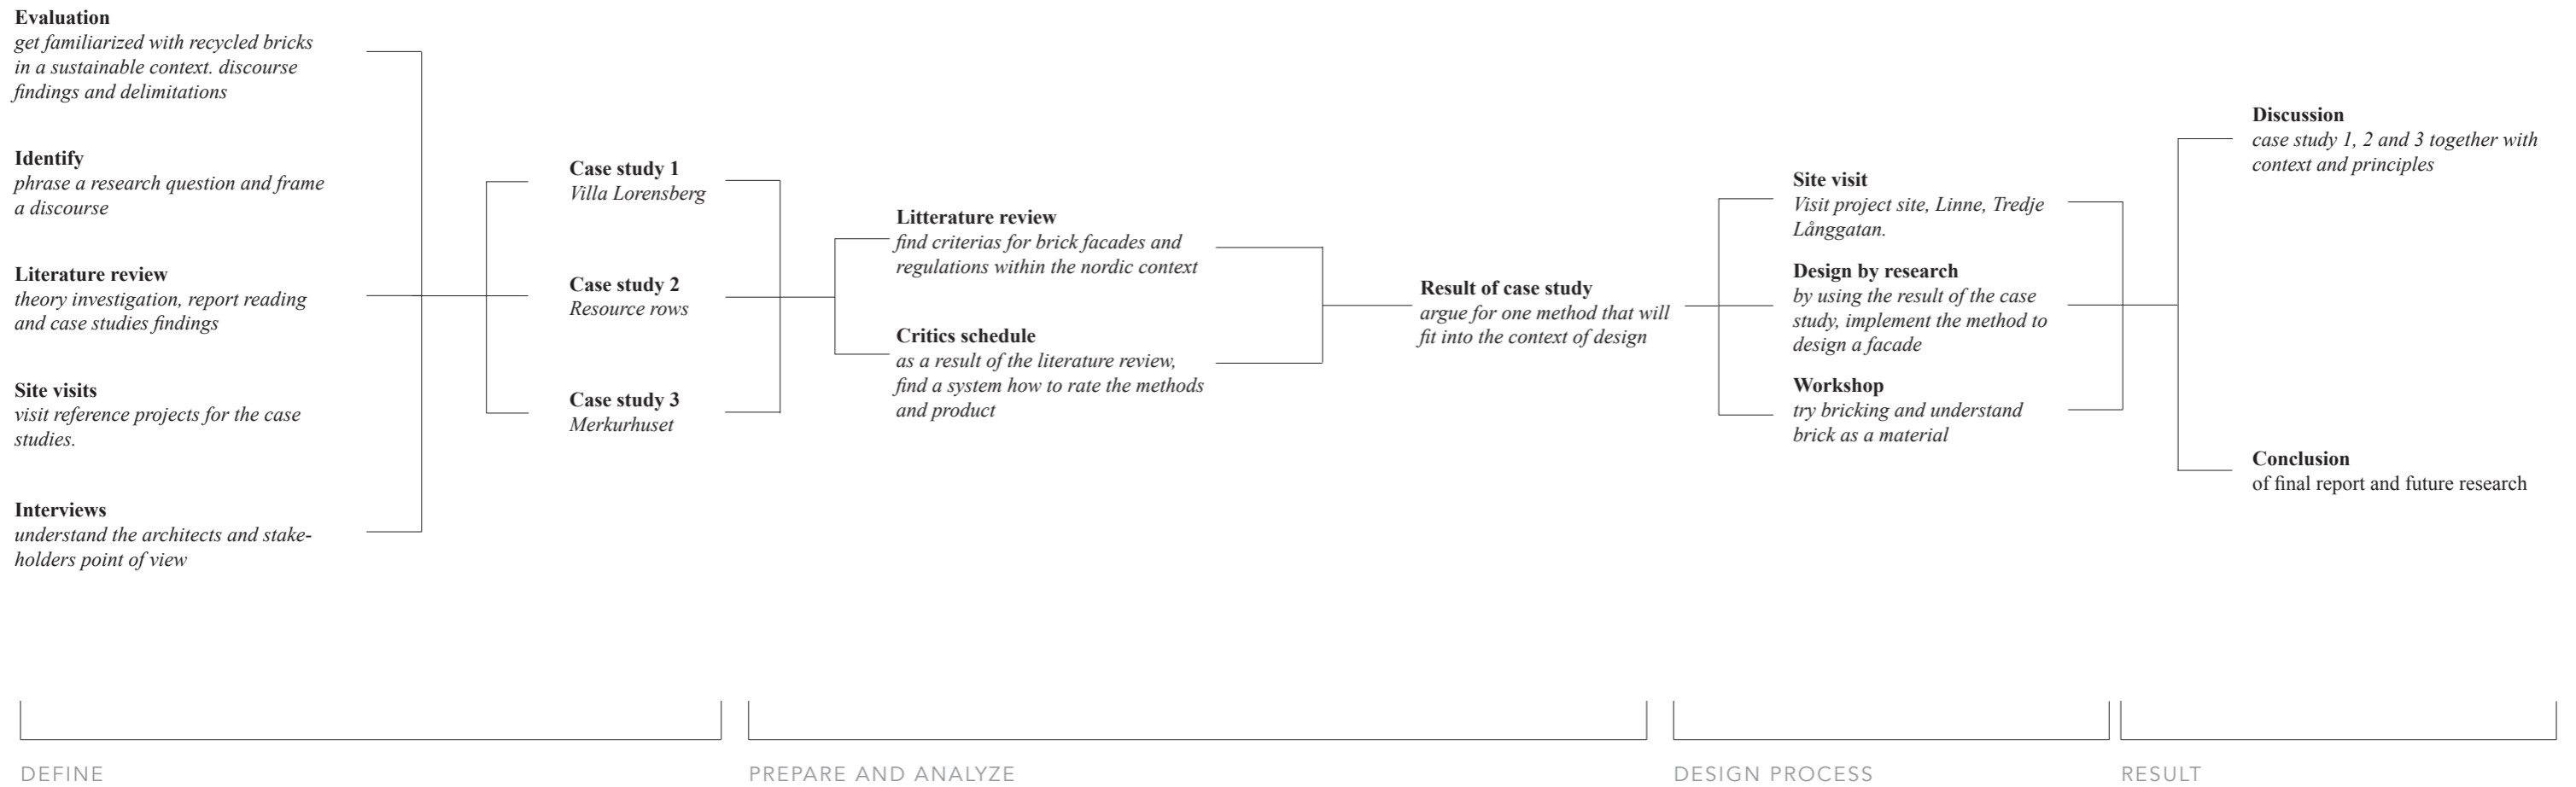 Evaluation
get familiarized with recycled bricks
in a sustainable context. discourse
findings and delimitations
Identify
phrase a research question and frame
a discourse
Literature review
theory investigation, report reading
and case studies findings
Site visits
visit reference projects for the case
studies.
Interviews
understand the architects and stake-
holders point of view
Case study 1
Villa Lorensberg
Case study 2
Resource rows
Case study 3
Merkurhuset
Litterature review
find criterias for brick facades and
regulations within the nordic context
Critics schedule
as a result of the literature review,
find a system how to rate the methods
and product
Result of case study
argue for one method that will
fit into the context of design
Site visit
Visit project site, Linne, Tredje
Långgatan.
Design by research
by using the result of the case
study, implement the method to
design a facade
Workshop
try bricking and understand
brick as a material
Discussion
case study 1, 2 and 3 together with
context and principles
Conclusion
of final report and future research
DEFINE
PREPARE AND ANALYZE
DESIGN PROCESS
RESULT